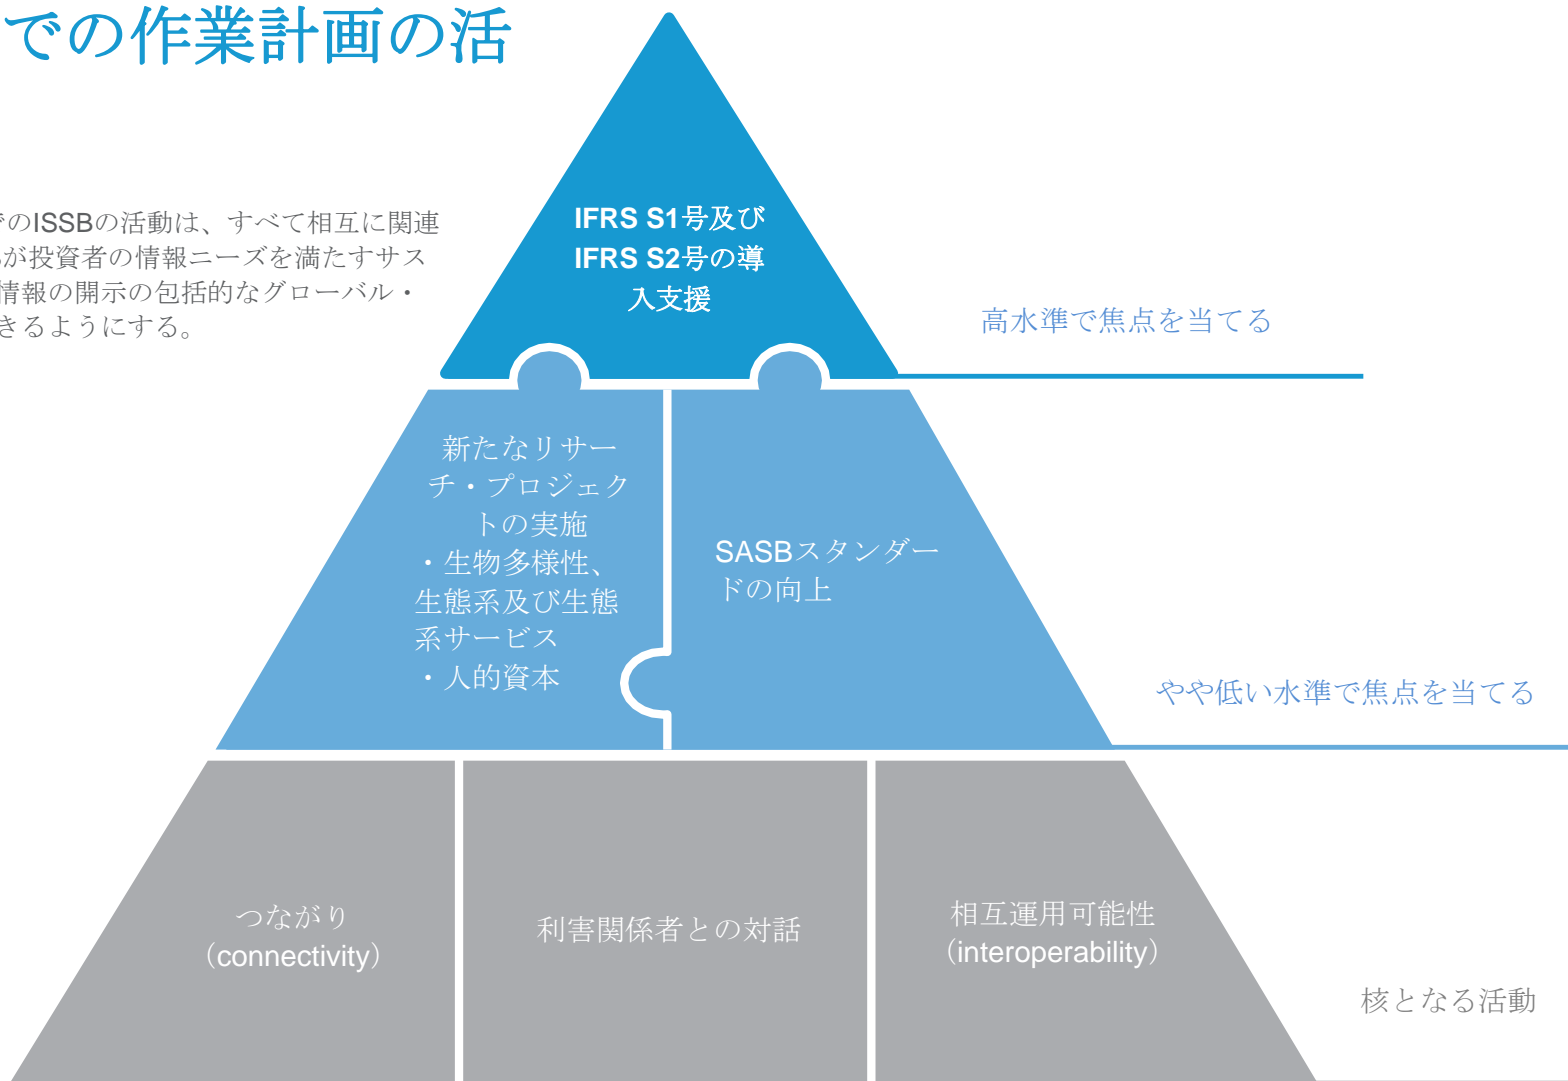 での作業計画の活
でのISSBの活動は、すべて相互に関連
が投資者の情報ニーズを満たすサス
情報の開示の包括的なグローバル・
きるようにする。
IFRS S1号及び
IFRS S2号の導
入支援
高水準で焦点を当てる
新たなリサー
チ・プロジェク
トの実施
・生物多様性、
生態系及び生態
系サービス
・人的資本
SASBスタンダー
ドの向上
やや低い水準で焦点を当てる
つながり
（connectivity）
利害関係者との対話
相互運用可能性
（interoperability）
核となる活動